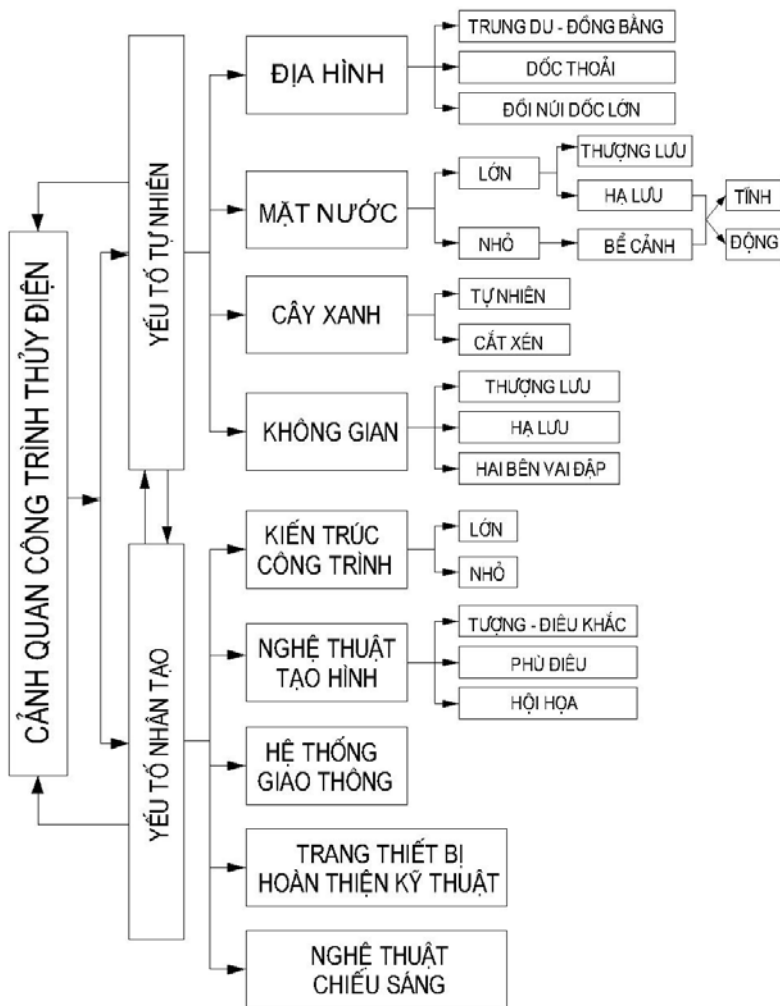 CẢNH QUAN CÔNG TRÌNH THỦY ĐIỆN
YẾU TỐ TỰ NHIÊN
ĐỊA HÌNH
TRUNG DU - ĐỒNG BẰNG
DỐC THOẢI
ĐỒI NÚI DỐC LỚN
MẶT NƯỚC
LỚN
THƯỢNG LƯU
HẠ LƯU
NHỎ
BỂ CẢNH
TĨNH
ĐỘNG
CÂY XANH
TỰ NHIÊN
CẮT XÉN
KHÔNG GIAN
THƯỢNG LƯU
HẠ LƯU
HAI BÊN VAI ĐẬP
YẾU TỐ NHÂN TẠO
KIẾN TRÚC
CÔNG TRÌNH
LỚN
NHỎ
NGHỆ THUẬT
TẠO HÌNH
TƯỢNG - ĐIÊU KHẮC
PHÙ ĐIÊU
HỘI HỌA
HỆ THỐNG
GIAO THÔNG
TRANG THIẾT BỊ
HOÀN THIỆN KỸ THUẬT
NGHỆ THUẬT
CHIẾU SÁNG